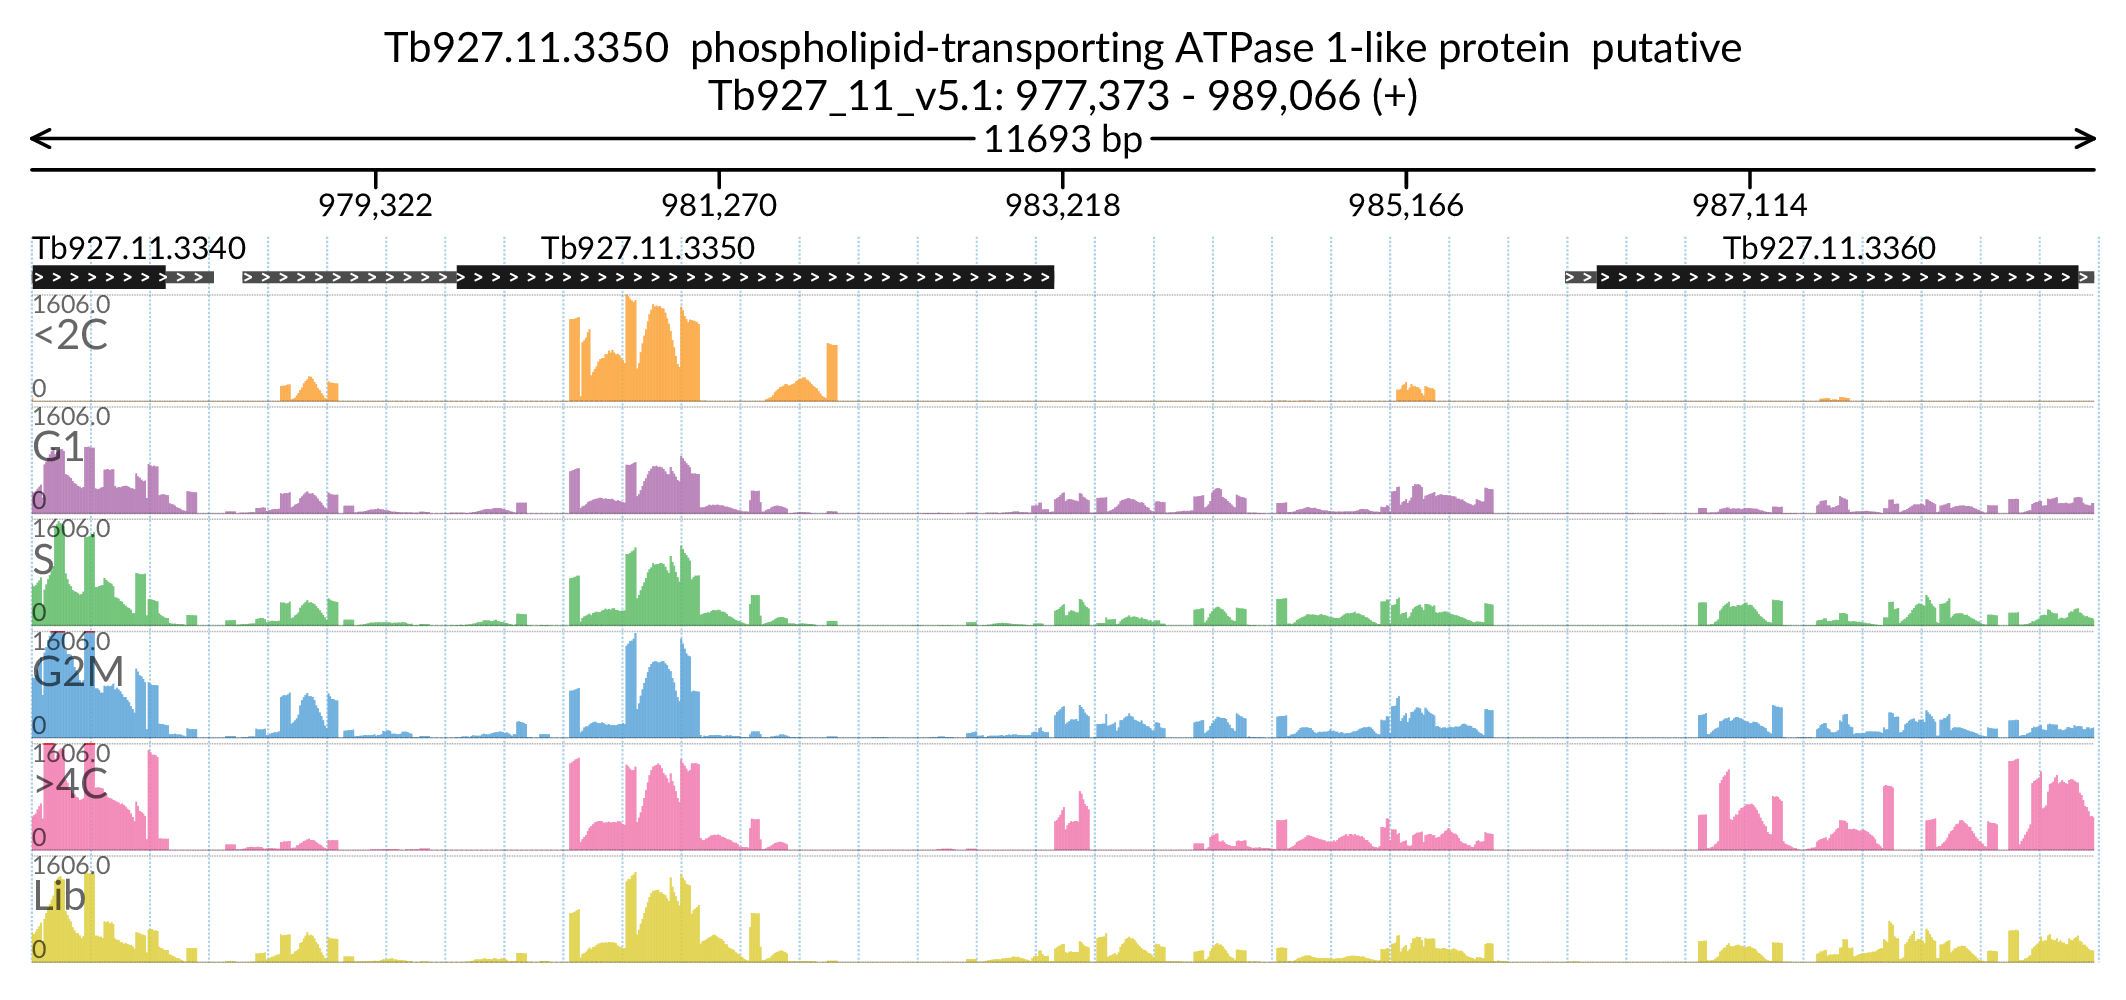 Tb927.11.3350 phospholipid-transporting ATPase 1-like protein putative
Tb927_11_v5.1: 977,373 - 989,066 (+)
11693 bp
979,322 981,270 983,218 985,166 987,114
Tb927.11.3340 Tb927.11.3350 Tb927.11.3360
1606.0
<2C
0
1606.0
G1
0
1606.0
S
0
1606.0
G2M
0
1606.0
>4C
0
1606.0
Lib
0